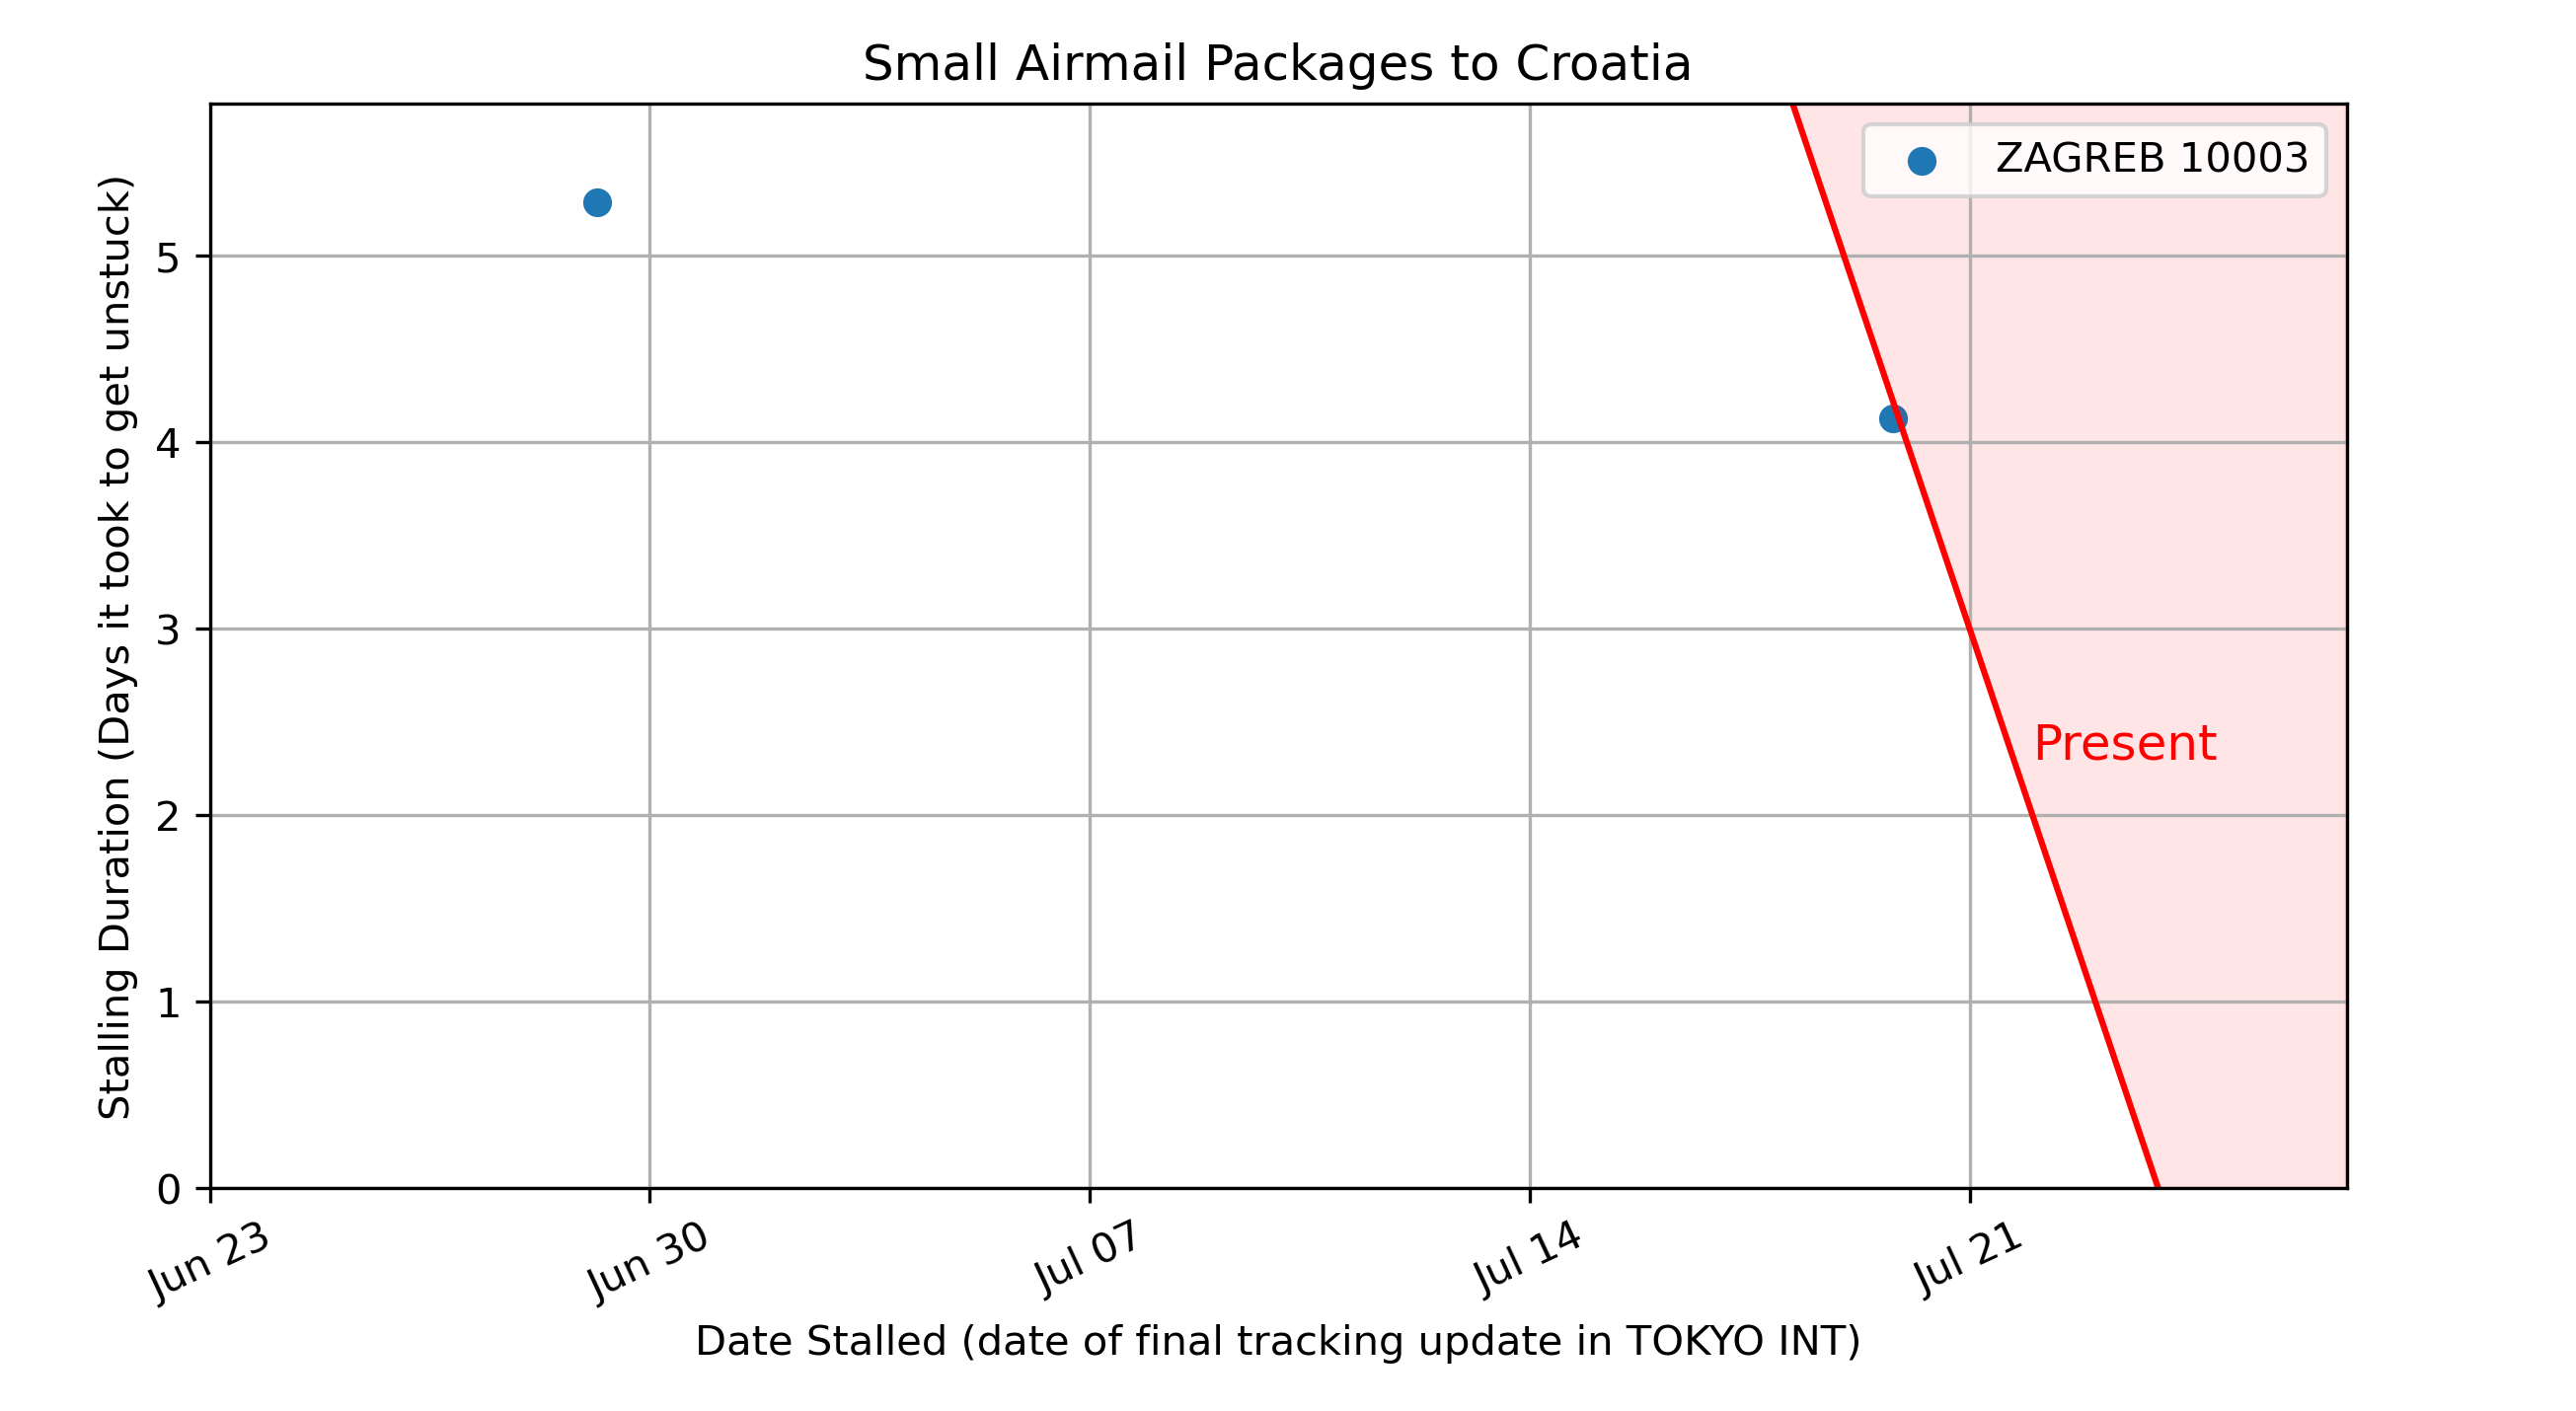 Small Airmail Packages to Croatia
ZAGREB 10003
Stalling Duration (Days it took to get unstuck)
5
4
3
2
1
0
Present
Jun 23
Jun 30
Jul 07
Jul 14
Jul 21
Date Stalled (date of final tracking update in TOKYO INT)